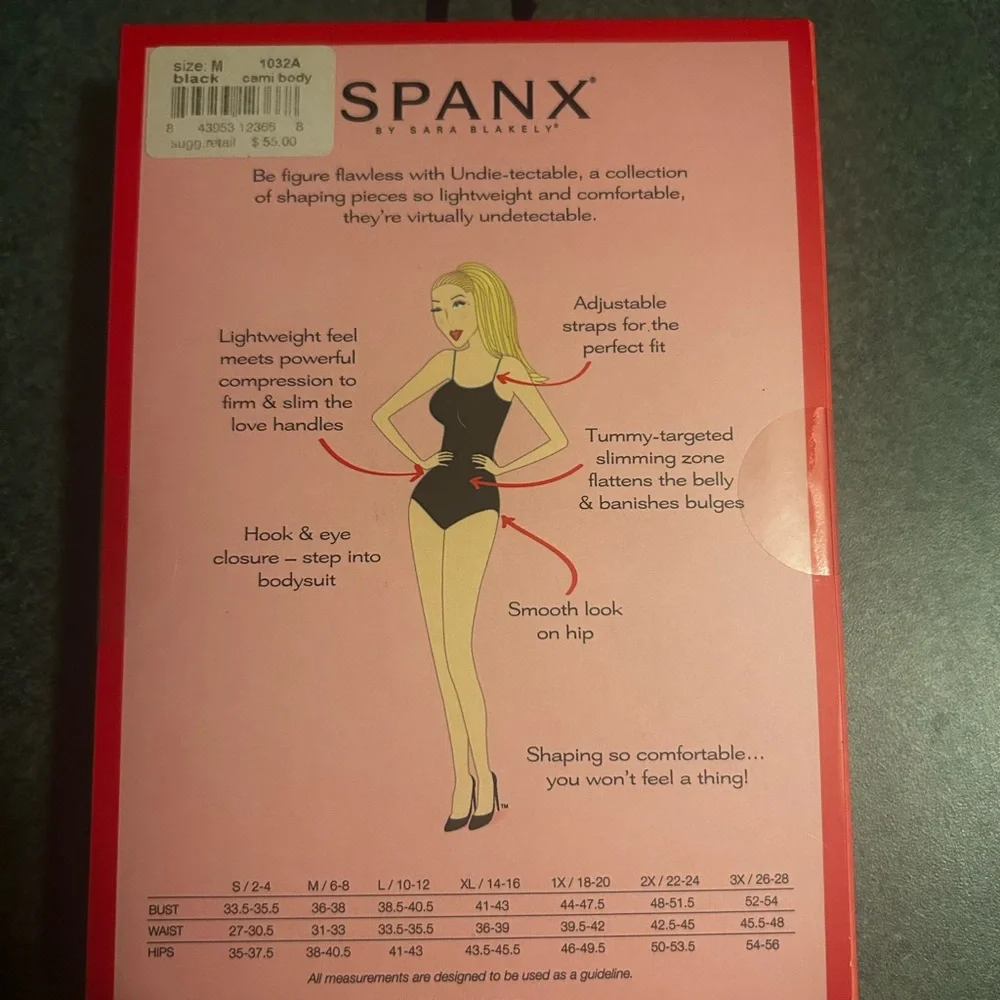 size: M 1032A
black cami body
8 43953 12365 8
sugg.retail $ 55.00
SPANX®
BY SARA BLAKELY®
Be figure flawless with Undie-tectable, a collection
of shaping pieces so lightweight and comfortable,
they're virtually undetectable.
Adjustable
straps for the
perfect fit
Lightweight feel
meets powerful
compression to
firm & slim the
love handles
Tummy-targeted
slimming zone
flattens the belly
& banishes bulges
Hook & eye
closure – step into
bodysuit
Smooth look
on hip
Shaping so comfortable...
you won't feel a thing!
TM
S / 2-4 M / 6-8 L / 10-12 XL / 14-16 1X / 18-20 2X / 22-24 3X / 26-28
BUST 33.5-35.5 36-38 38.5-40.5 41-43 44-47.5 48-51.5 52-54
WAIST 27-30.5 31-33 33.5-35.5 36-39 39.5-42 42.5-45 45.5-48
HIPS 35-37.5 38-40.5 41-43 43.5-45.5 46-49.5 50-53.5 54-56
All measurements are designed to be used as a guideline.